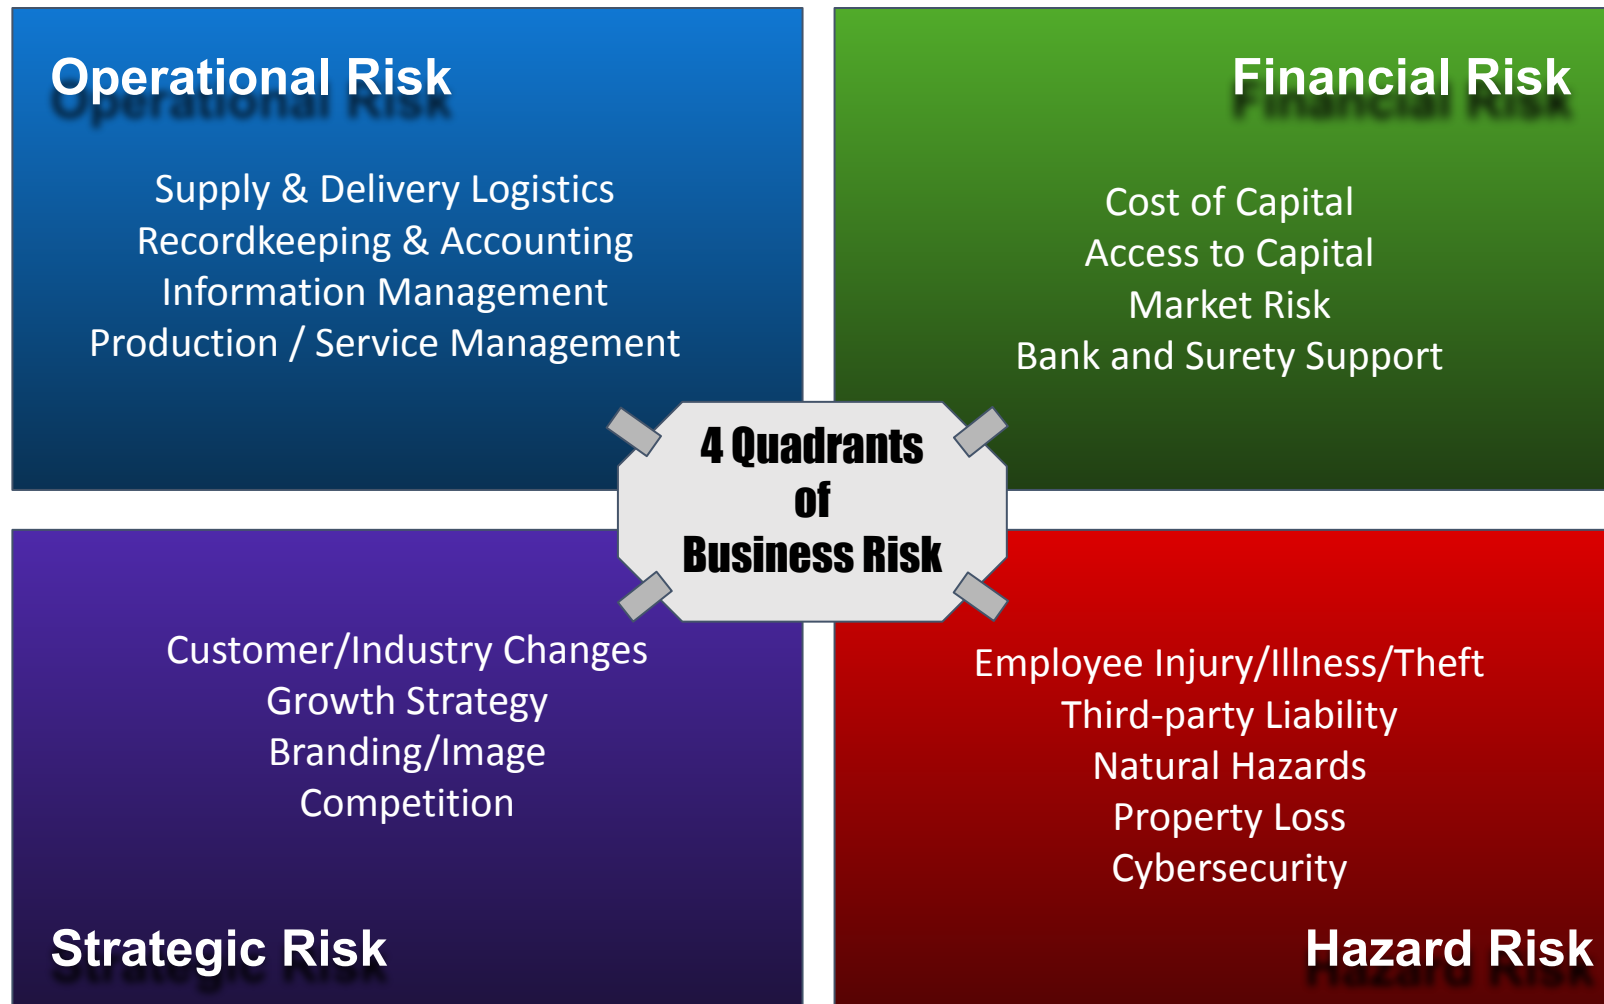 Operational Risk
Supply & Delivery Logistics
Recordkeeping & Accounting
Information Management
Production / Service Management
Financial Risk
Cost of Capital
Access to Capital
Market Risk
Bank and Surety Support
4 Quadrants
of
Business Risk
Customer/Industry Changes
Growth Strategy
Branding/Image
Competition
Strategic Risk
Employee Injury/Illness/Theft
Third-party Liability
Natural Hazards
Property Loss
Cybersecurity
Hazard Risk